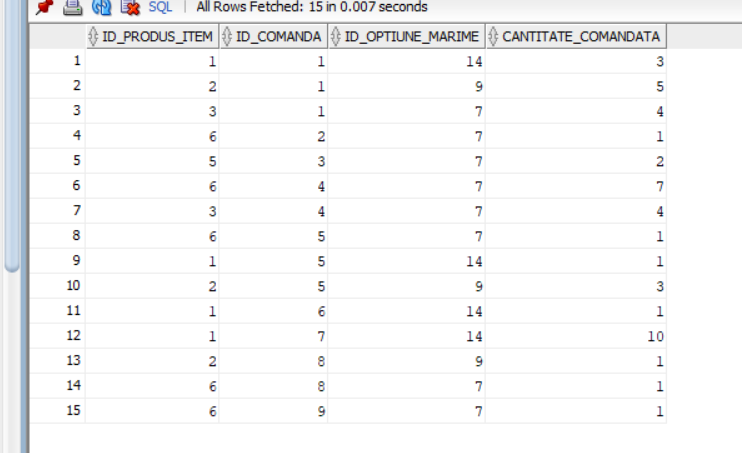 SQL | All Rows Fetched: 15 in 0.007 seconds
ID_PRODUS_ITEM ID_COMANDA ID_OPTIUNE_MARIME CANTITATE_COMANDATA
1 1 1 14 3
2 2 1 9 5
3 3 1 7 4
4 6 2 7 1
5 5 3 7 2
6 6 4 7 7
7 3 4 7 4
8 6 5 7 1
9 1 5 14 1
10 2 5 9 3
11 1 6 14 1
12 1 7 14 10
13 2 8 9 1
14 6 8 7 1
15 6 9 7 1